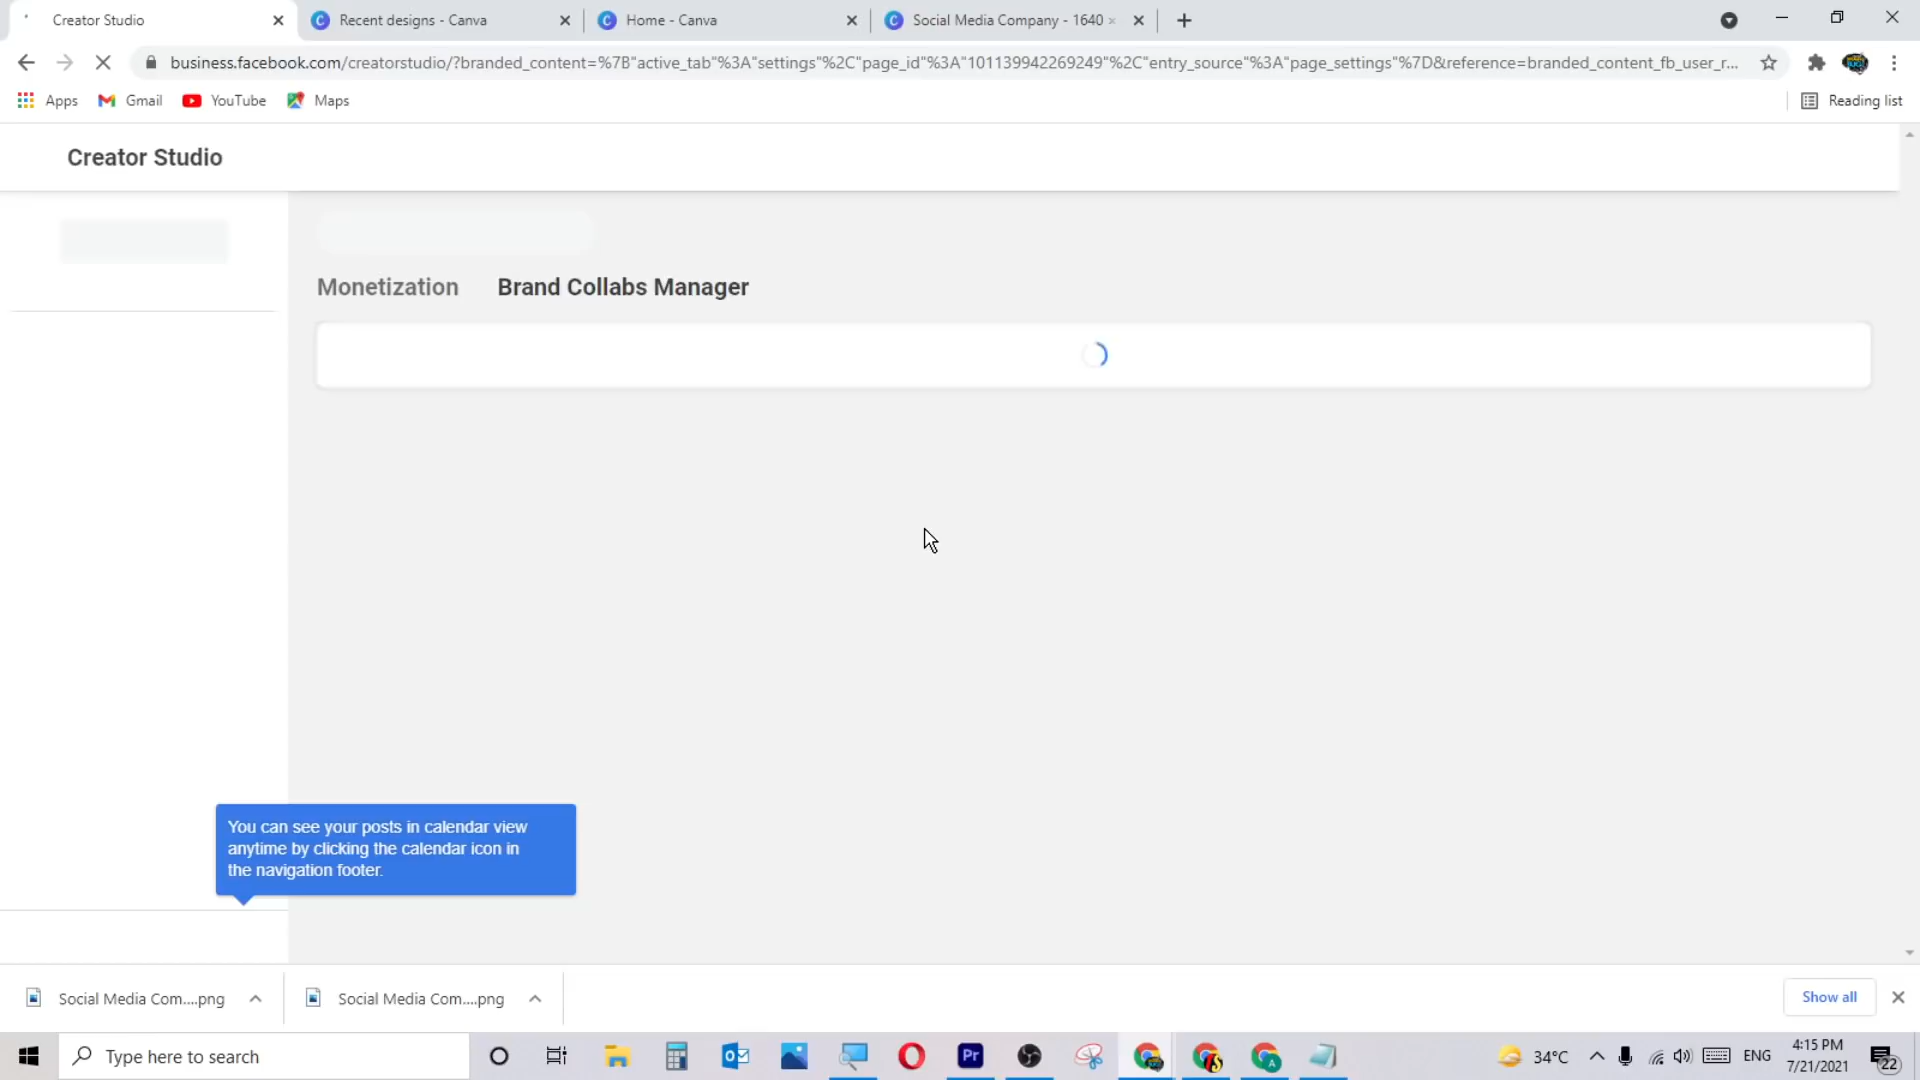 Creator Studio
Recent designs - Canva
Home - Canva
Social Media Company - 1640 ×
business.facebook.com/creatorstudio/?branded_content=%7B"active_tab"%3A"settings"%2C"page_id"%3A"101139942269249"%2C"entry_source"%3A"page_settings"%7D&reference=branded_content_fb_user_r...
Apps
Gmail
YouTube
Maps
Reading list
Creator Studio
Monetization
Brand Collabs Manager
You can see your posts in calendar view
anytime by clicking the calendar icon in
the navigation footer.
Social Media Com....png
Social Media Com....png
Show all
Type here to search
Pr
A
34°C
ENG
4:15 PM
7/21/2021
22